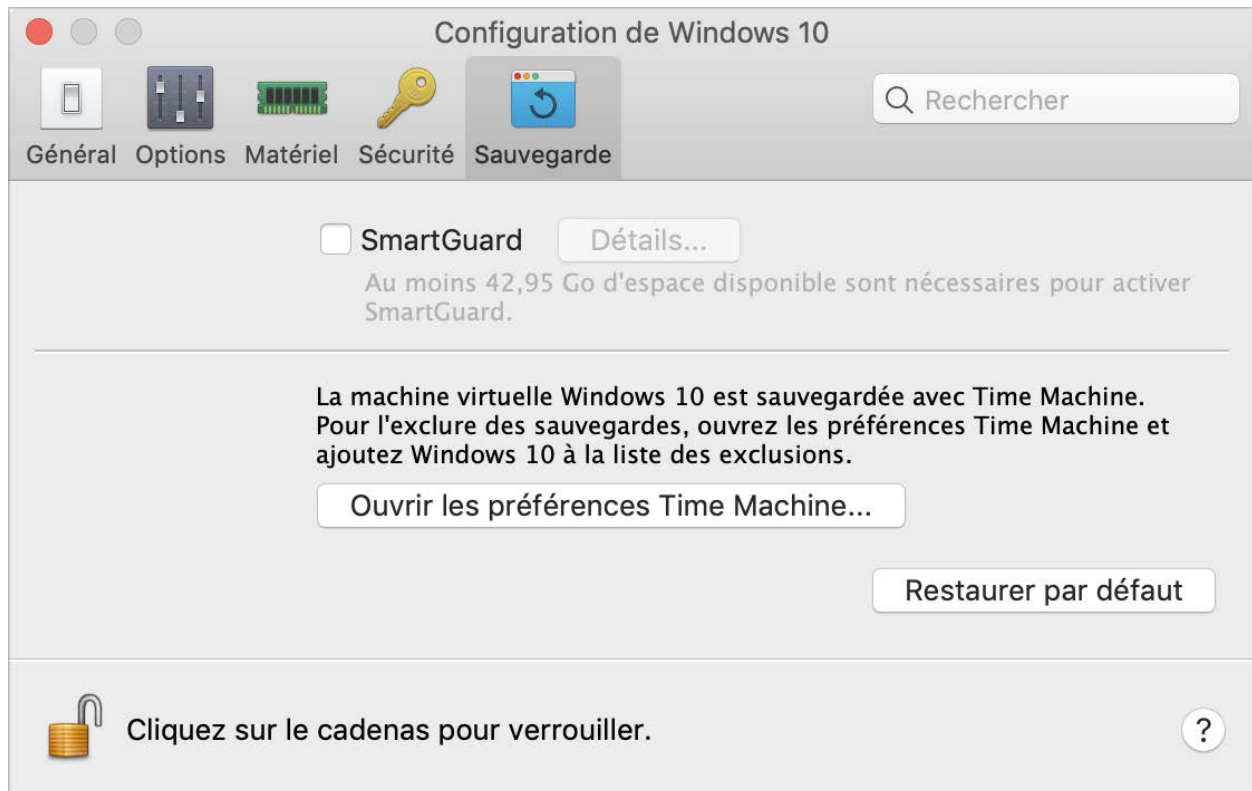 Configuration de Windows 10
Général Options Matériel Sécurité Sauvegarde
Rechercher
SmartGuard Détails...
Au moins 42,95 Go d'espace disponible sont nécessaires pour activer
SmartGuard.
La machine virtuelle Windows 10 est sauvegardée avec Time Machine.
Pour l'exclure des sauvegardes, ouvrez les préférences Time Machine et
ajoutez Windows 10 à la liste des exclusions.
Ouvrir les préférences Time Machine...
Restaurer par défaut
Cliquez sur le cadenas pour verrouiller.
?